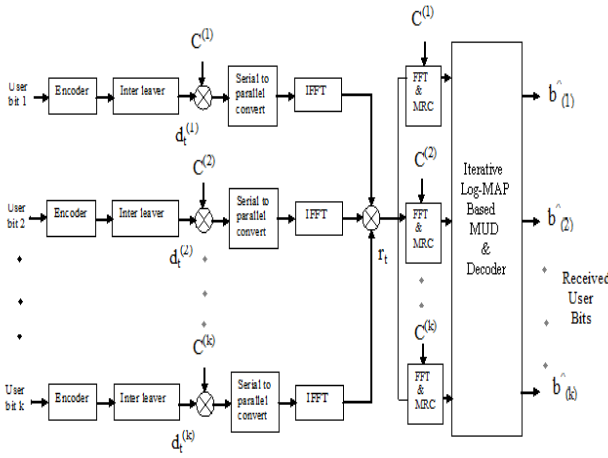 C(1)
User
bit 1
Encoder
Inter leaver
dt(1)
Serial to
parallel
convert
IFFT
C(1)
FFT
&
MRC
b^(1)
C(2)
User
bit 2
Encoder
Inter leaver
dt(2)
Serial to
parallel
convert
IFFT
rt
C(2)
FFT
&
MRC
Iterative
Log-MAP
Based
MUD
&
Decoder
b^(2)
Received
User
Bits
C(k)
User
bit k
Encoder
Inter leaver
dt(k)
Serial to
parallel
convert
IFFT
C(k)
FFT
&
MRC
b^(k)